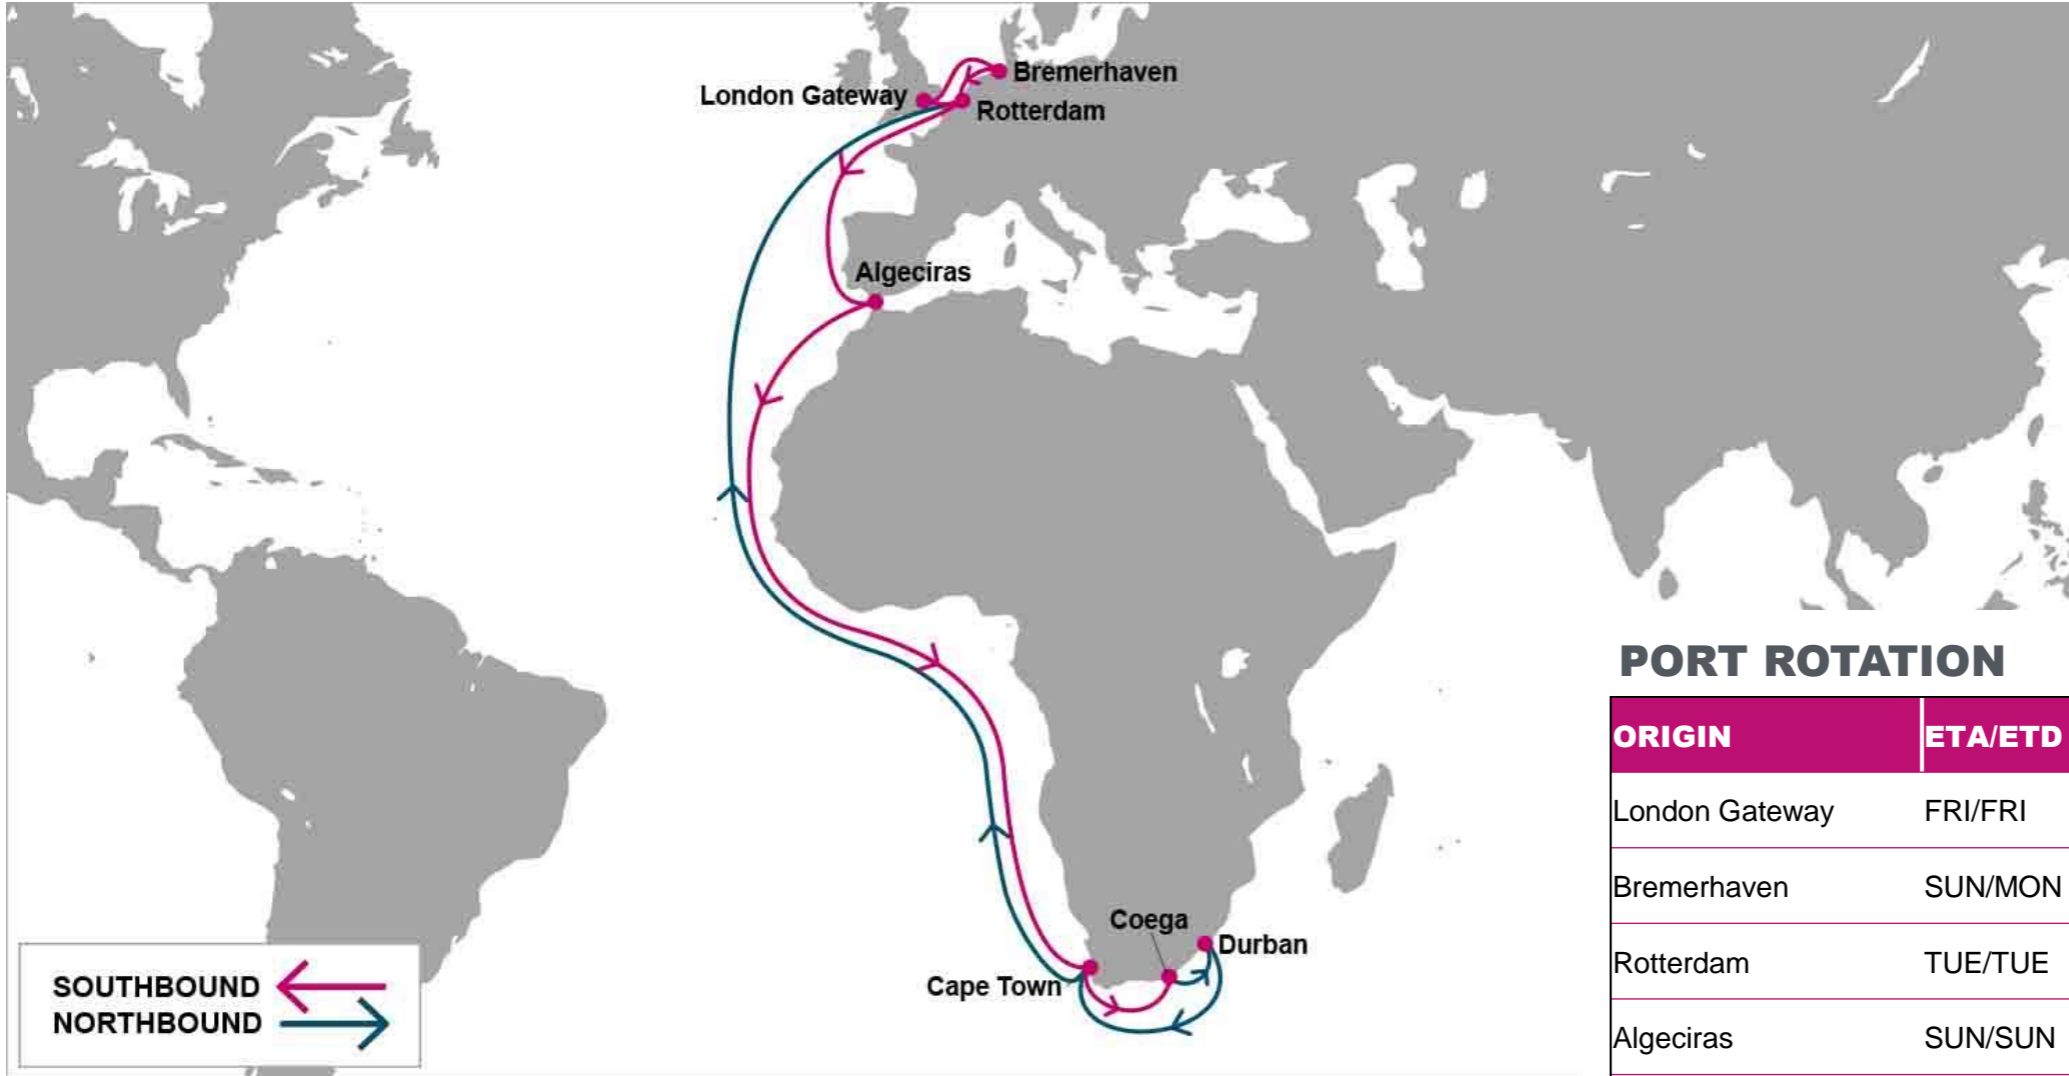 Bremerhaven
London Gateway
Rotterdam
Algeciras
Coega
Durban
Cape Town
SOUTHBOUND
NORTHBOUND
PORT ROTATION
ORIGIN ETA/ETD
London Gateway FRI/FRI
Bremerhaven SUN/MON
Rotterdam TUE/TUE
Algeciras SUN/SUN